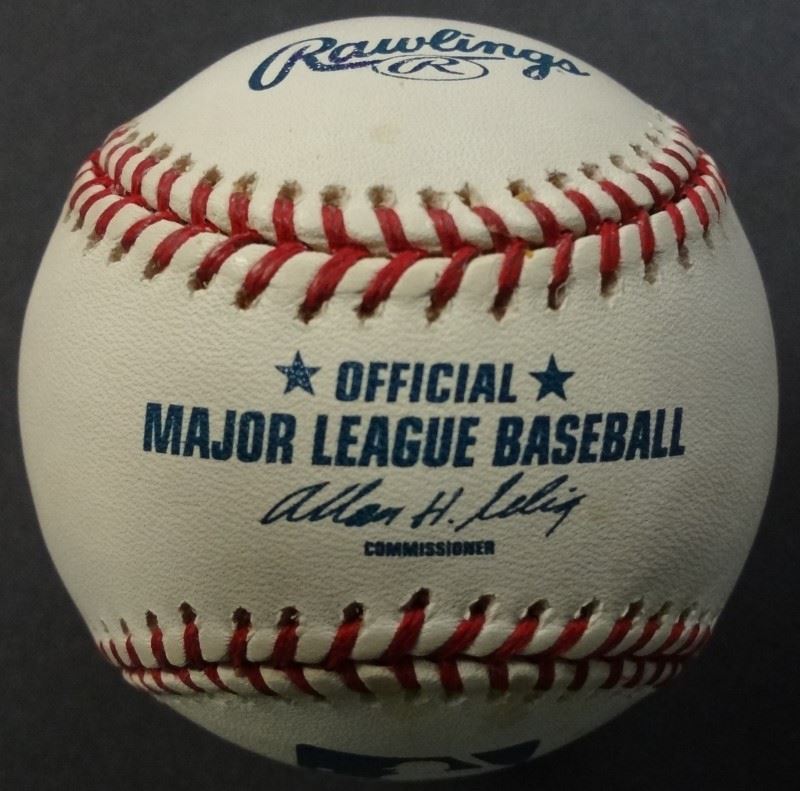 Rawlings
R
OFFICIAL
MAJOR LEAGUE BASEBALL
Allan H. Selig
COMMISSIONER